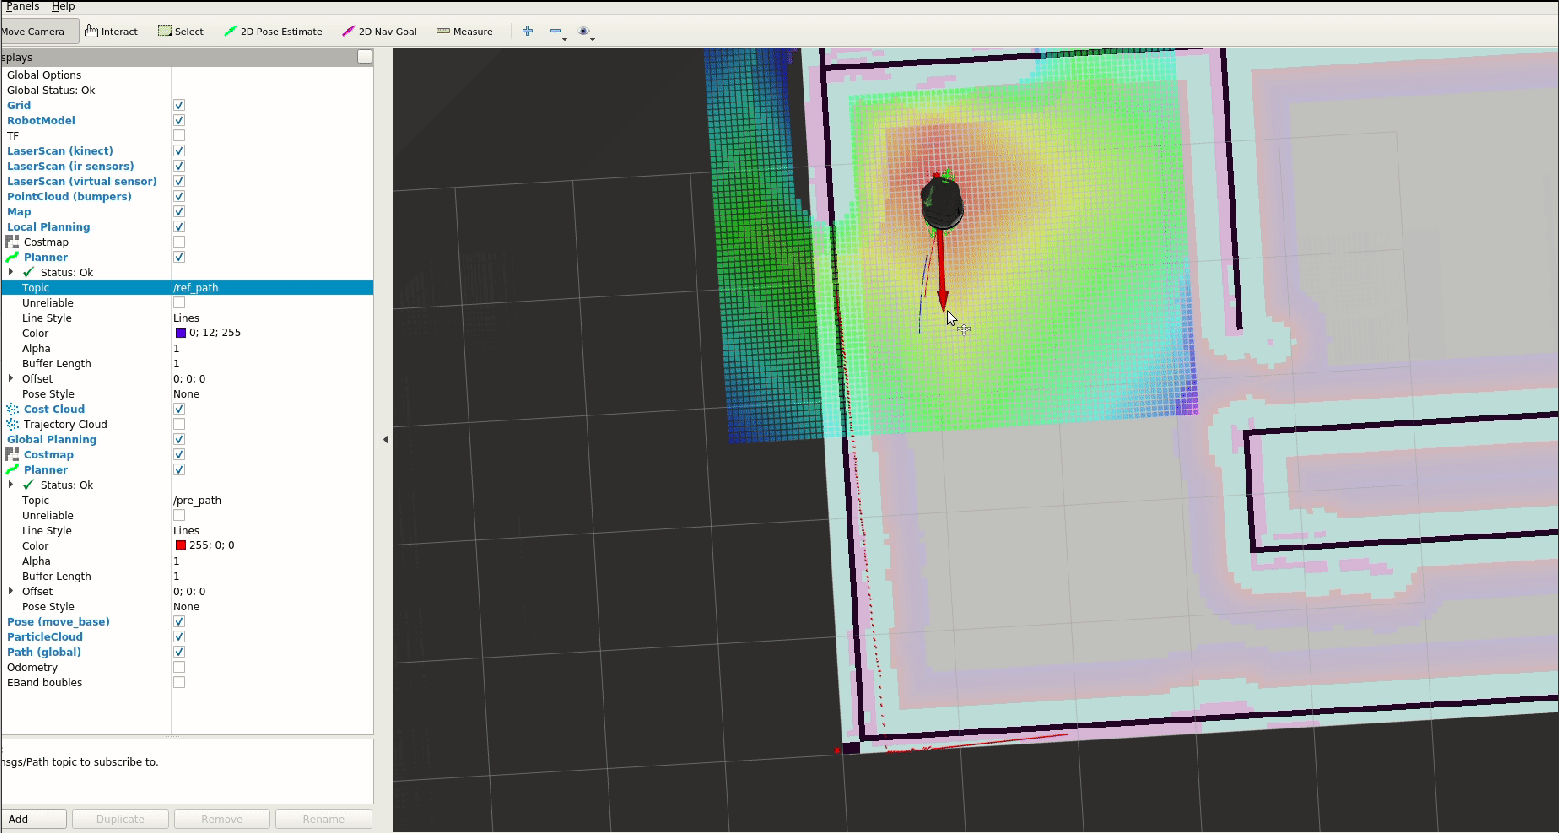 Panels Help
Move Camera Interact Select 2D Pose Estimate 2D Nav Goal Measure
splays
Global Options
Global Status: Ok
Grid
RobotModel
TF
LaserScan (kinect)
LaserScan (ir sensors)
LaserScan (virtual sensor)
PointCloud (bumpers)
Map
Local Planning
Costmap
Planner
Status: Ok
Topic /ref_path
Unreliable
Line Style Lines
Color 0; 12; 255
Alpha 1
Buffer Length 1
Offset 0; 0; 0
Pose Style None
Cost Cloud
Trajectory Cloud
Global Planning
Costmap
Planner
Status: Ok
Topic /pre_path
Unreliable
Line Style Lines
Color 255; 0; 0
Alpha 1
Buffer Length 1
Offset 0; 0; 0
Pose Style None
Pose (move_base)
ParticleCloud
Path (global)
Odometry
EBand boubles
nsgs/Path topic to subscribe to.
Add Duplicate Remove Rename